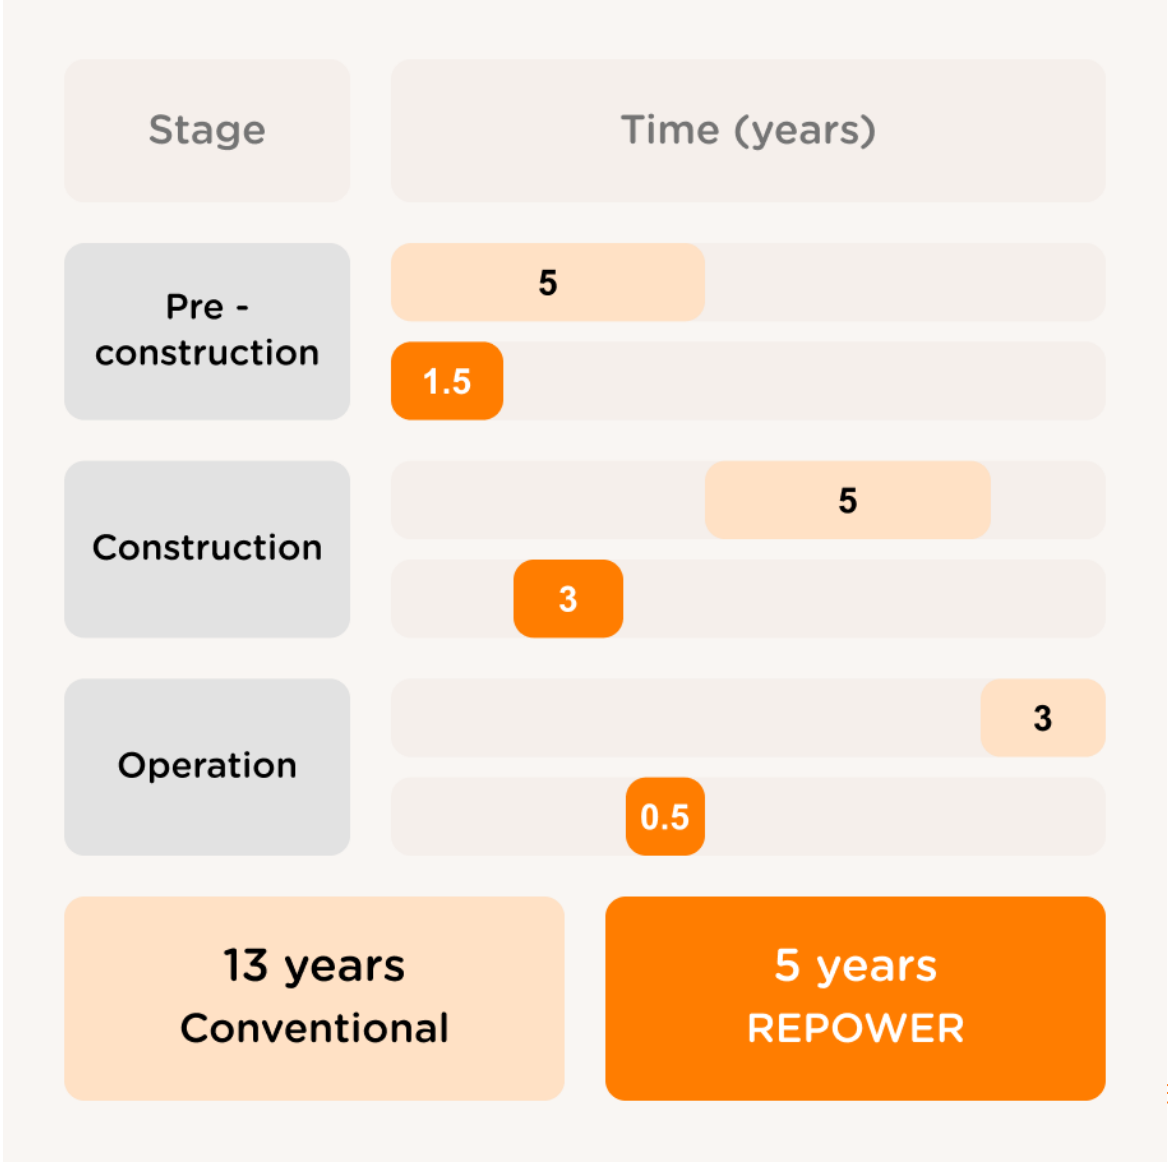 Stage
Time (years)
Pre -
construction
5
1.5
Construction
5
3
Operation
3
0.5
13 years
Conventional
5 years
REPOWER